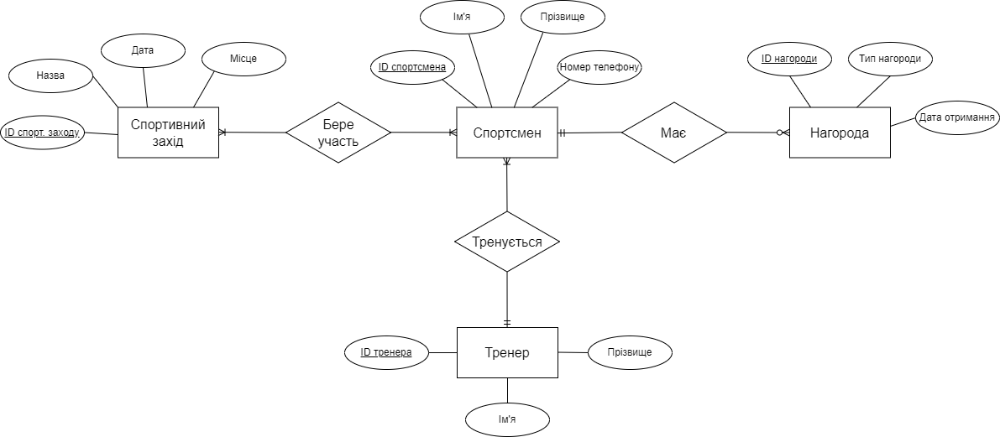 Ім'я
Прізвище
Дата
Місце
ID спортсмена
Номер телефону
ID нагороди
Тип нагороди
Назва
ID спорт. заходу
Спортивний
захід
Бере
участь
Спортсмен
Має
Нагорода
Дата отримання
Тренується
ID тренера
Тренер
Прізвище
Ім'я